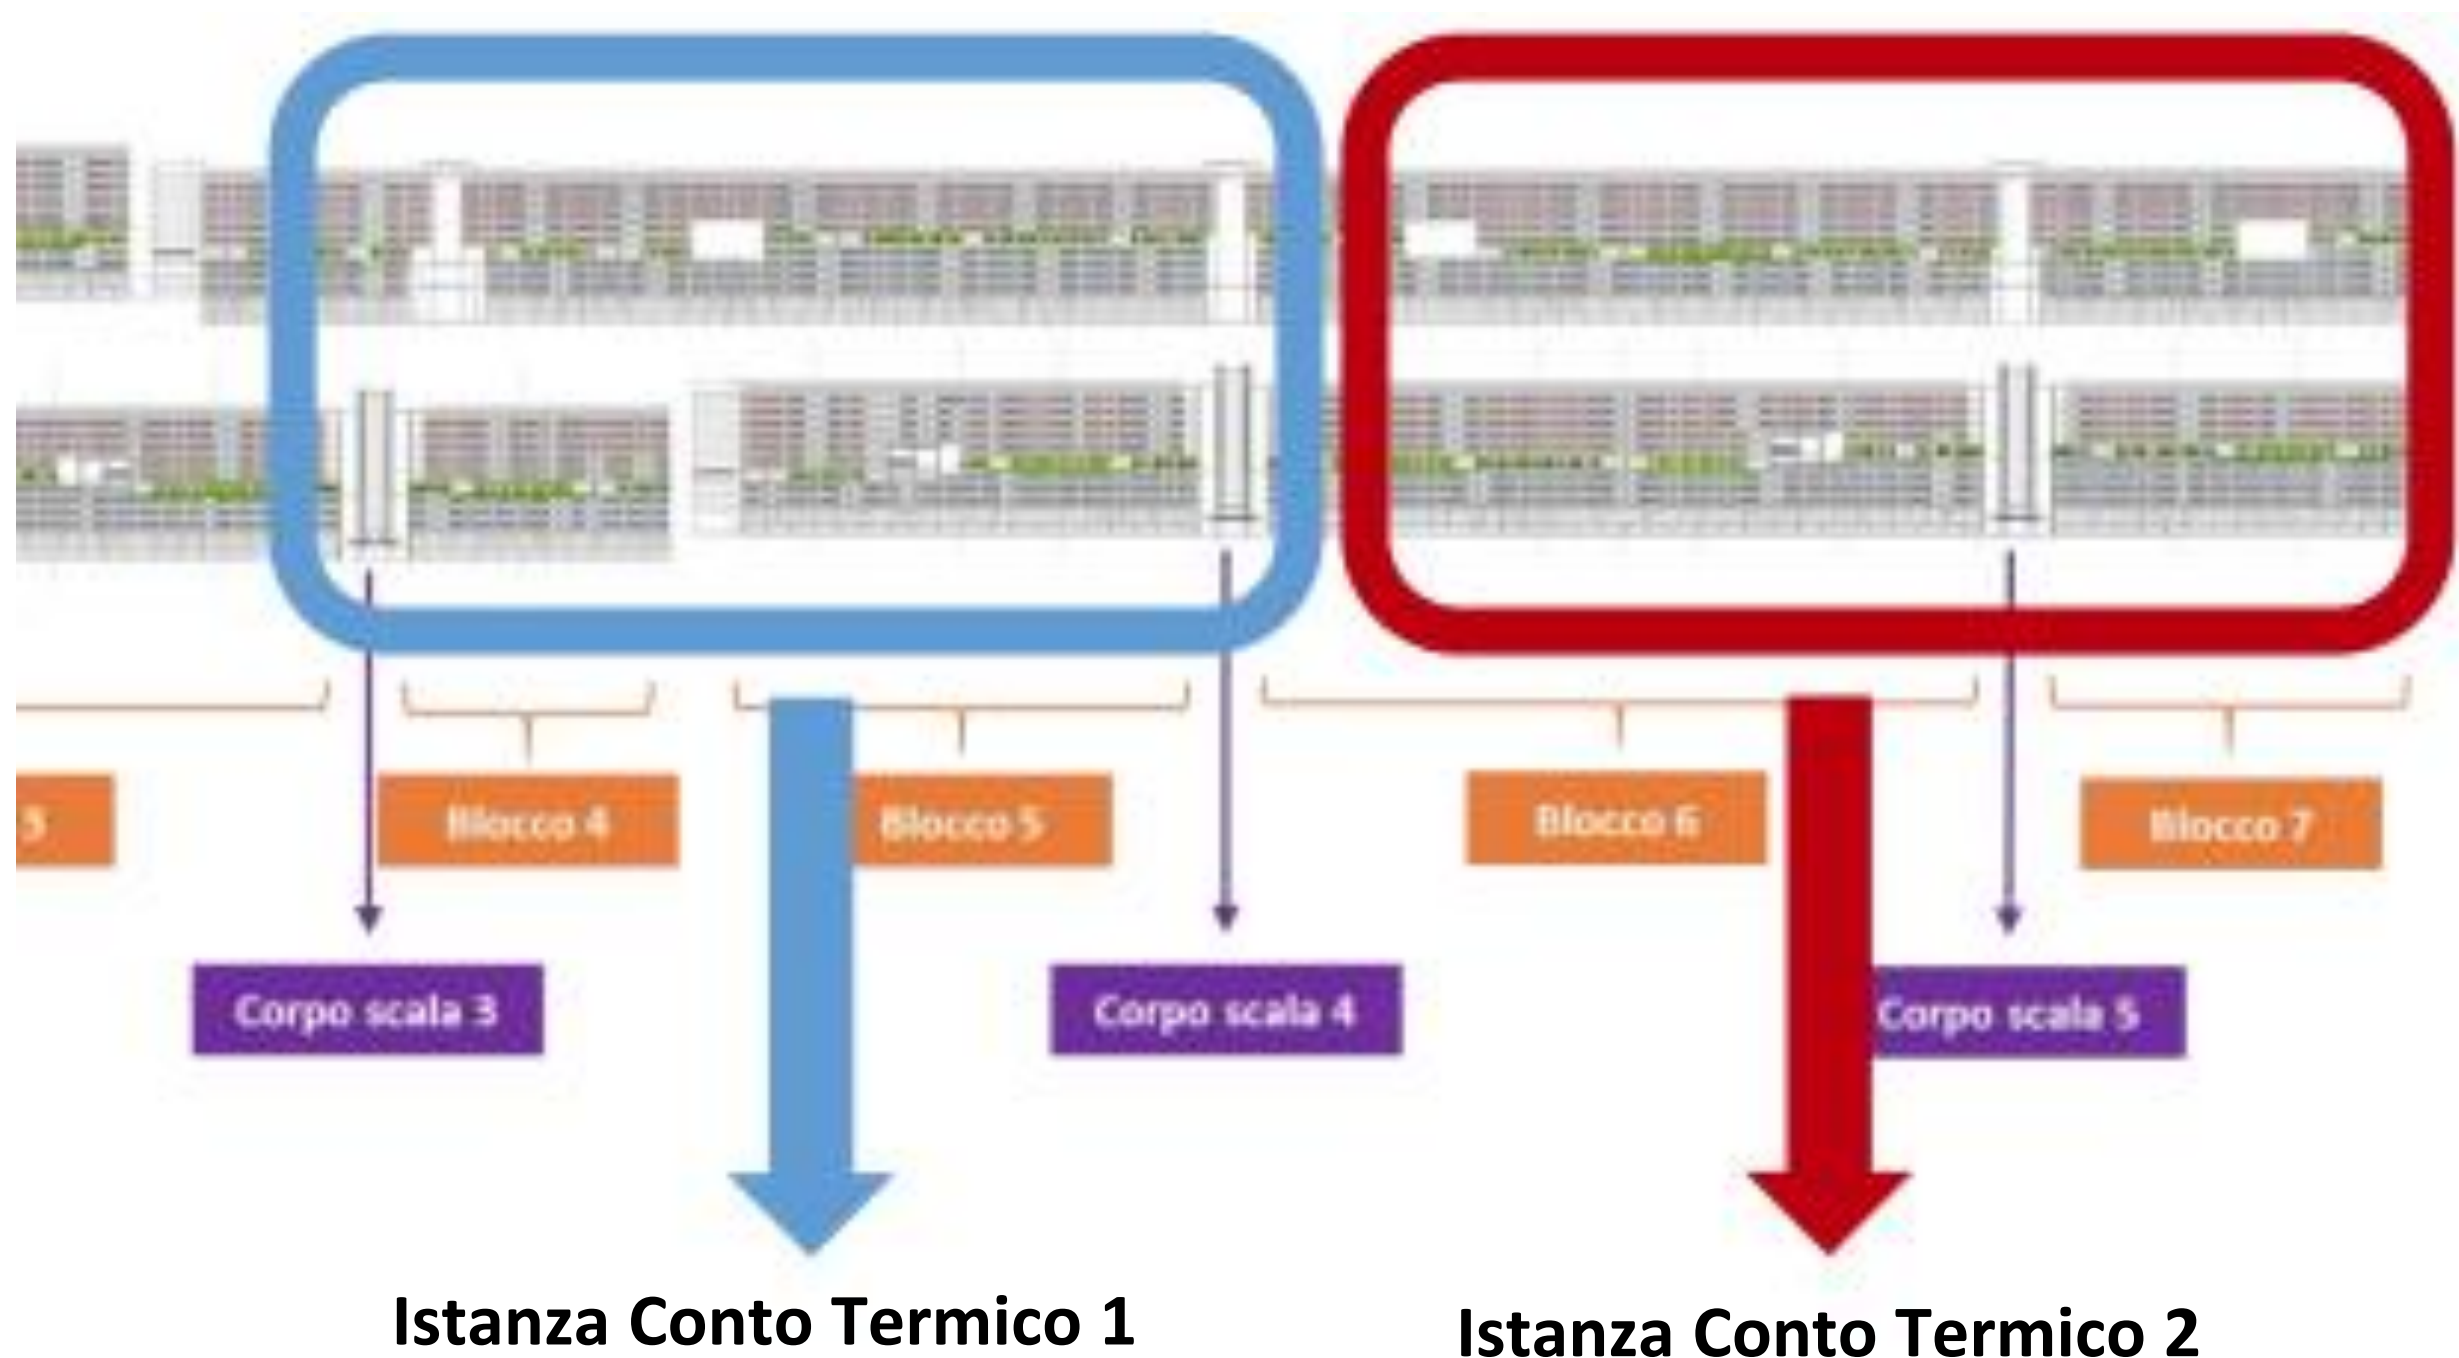 3
Blocco 4
Blocco 5
Blocco 6
Blocco 7
Corpo scala 3
Corpo scala 4
Corpo scala 5
Istanza Conto Termico 1
Istanza Conto Termico 2